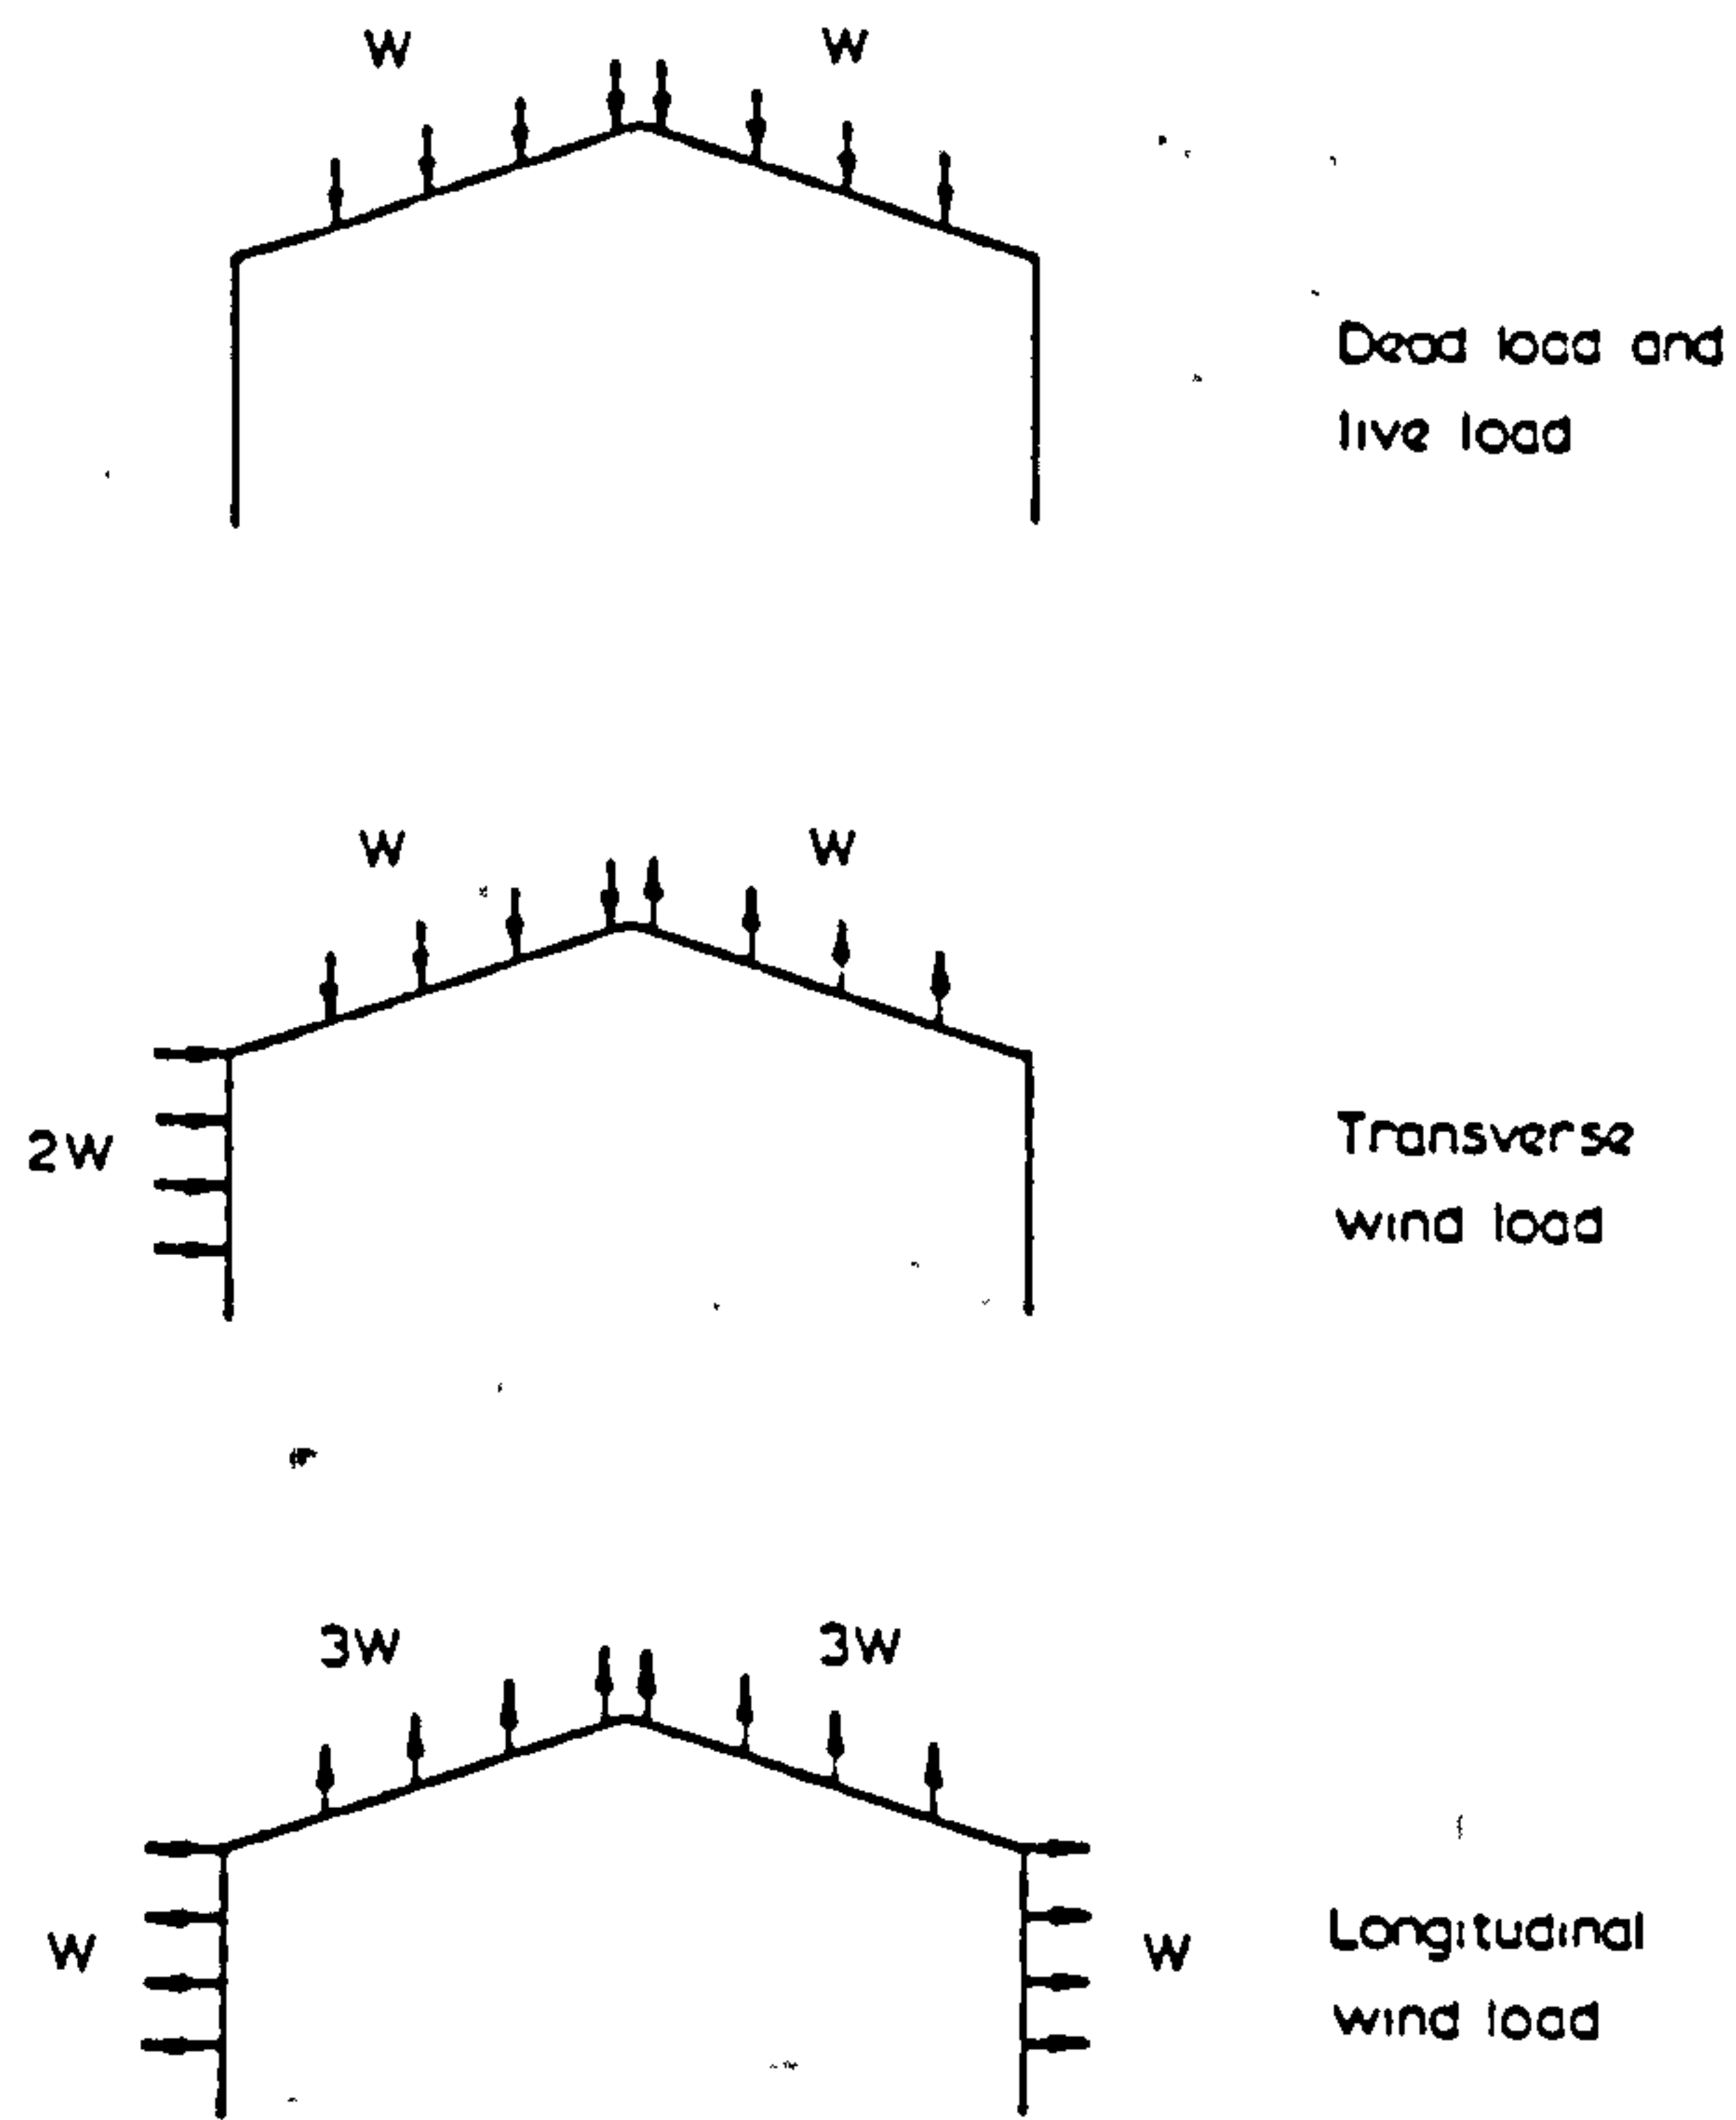 W W
Dead load and
live load
W W
2W
Transverse
wind load
3W 3W
W W
Longitudinal
wind load